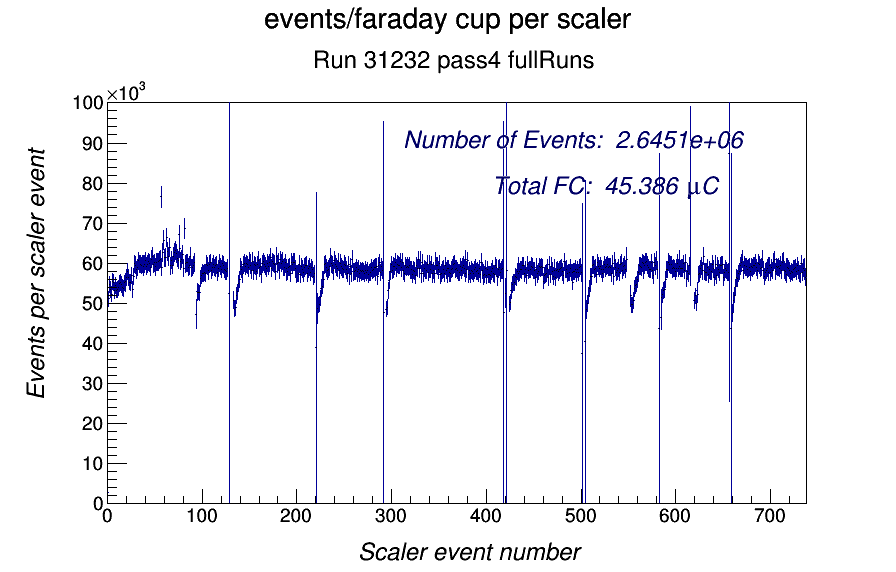 events/faraday cup per scaler
Run 31232 pass4 fullRuns
×10³
100
90
80
70
60
50
40
30
20
10
0
Events per scaler event
Number of Events: 2.6451e+06
Total FC: 45.386 μC
0 100 200 300 400 500 600 700
Scaler event number